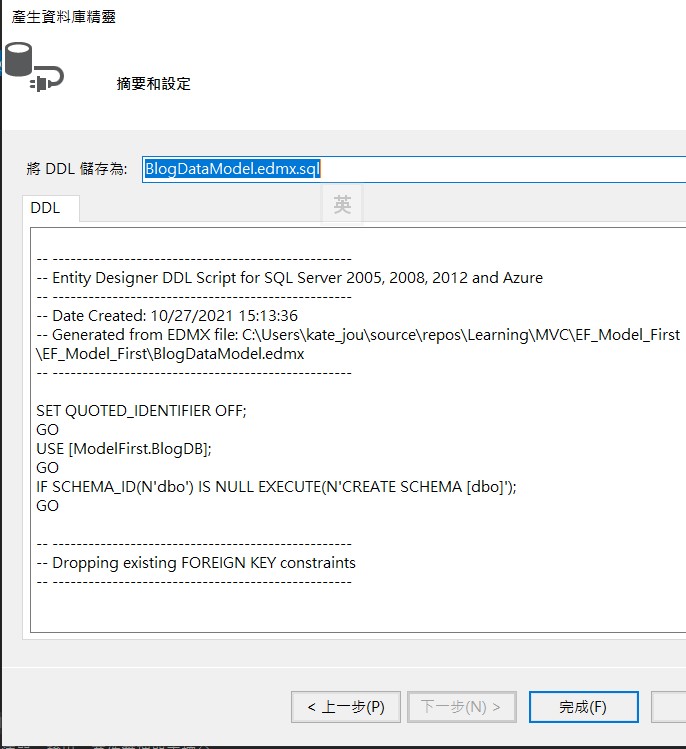 產生資料庫精靈
摘要和設定
將 DDL 儲存為:
BlogDataModel.edmx.sql
英
DDL
-- --------------------------------------------------
-- Entity Designer DDL Script for SQL Server 2005, 2008, 2012 and Azure
-- --------------------------------------------------
-- Date Created: 10/27/2021 15:13:36
-- Generated from EDMX file: C:\Users\kate_jou\source\repos\Learning\MVC\EF_Model_First
\EF_Model_First\BlogDataModel.edmx
-- --------------------------------------------------
SET QUOTED_IDENTIFIER OFF;
GO
USE [ModelFirst.BlogDB];
GO
IF SCHEMA_ID(N'dbo') IS NULL EXECUTE(N'CREATE SCHEMA [dbo]');
GO
-- --------------------------------------------------
-- Dropping existing FOREIGN KEY constraints
-- --------------------------------------------------
< 上一步(P)
下一步(N) >
完成(F)